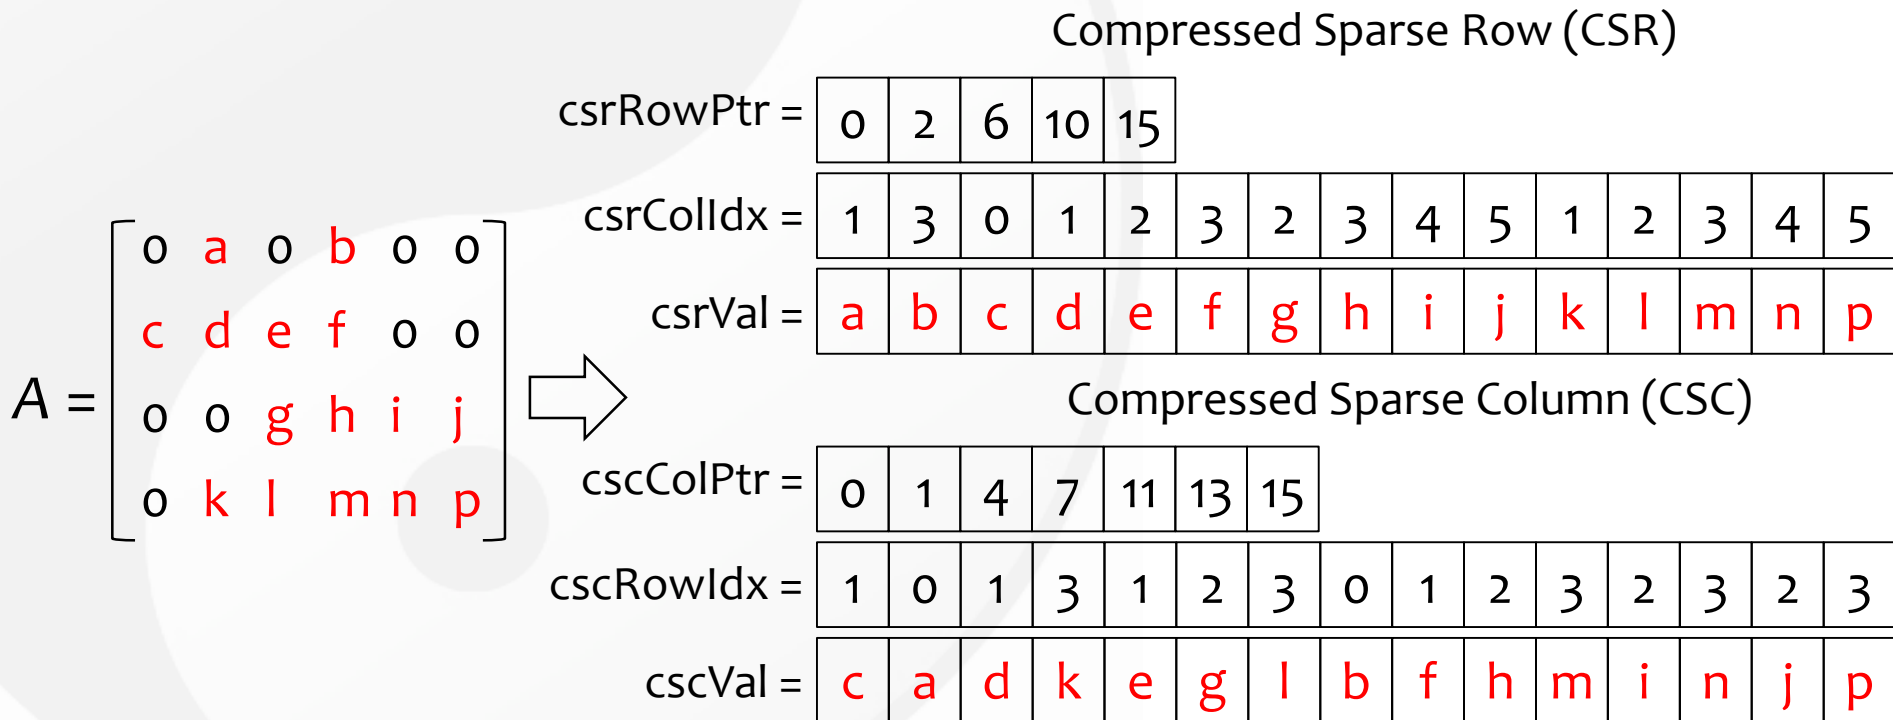 Compressed Sparse Row (CSR)
csrRowPtr = 0 2 6 10 15
csrColIdx = 1 3 0 1 2 3 2 3 4 5 1 2 3 4 5
csrVal = a b c d e f g h i j k l m n p
A =
0 a 0 b 0 0
c d e f 0 0
0 0 g h i j
0 k l m n p
Compressed Sparse Column (CSC)
cscColPtr = 0 1 4 7 11 13 15
cscRowIdx = 1 0 1 3 1 2 3 0 1 2 3 2 3 2 3
cscVal = c a d k e g l b f h m i n j p